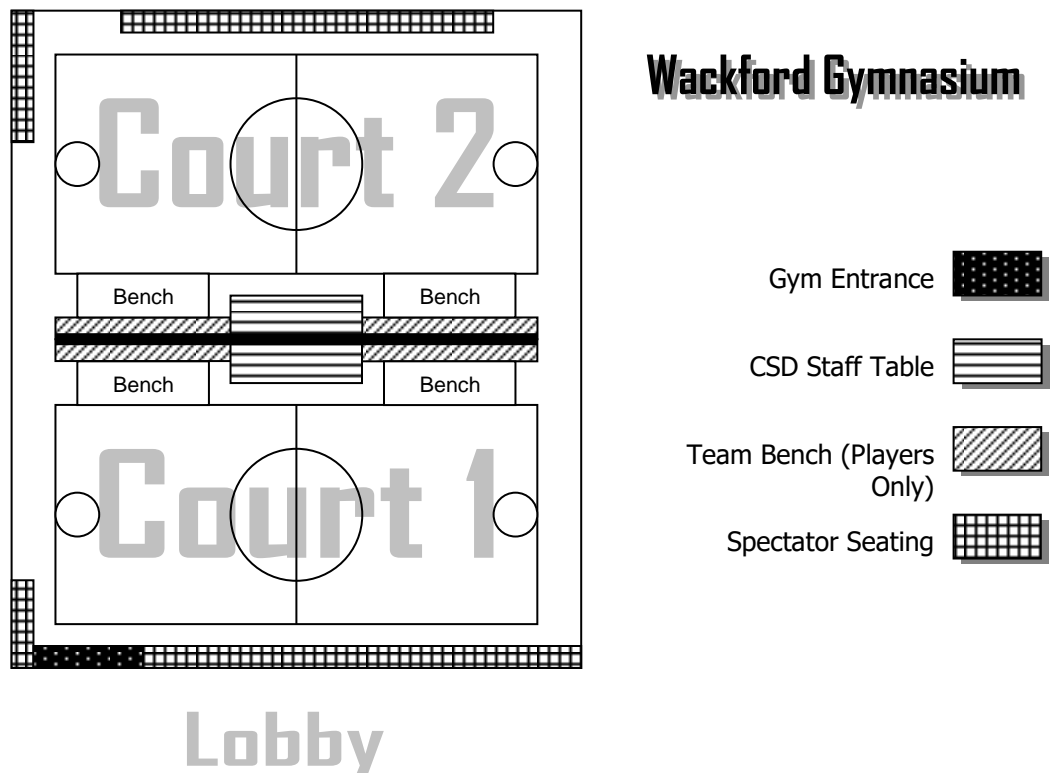 Wackford Gymnasium
Court 2
Bench
Bench
Bench
Bench
Court 1
Lobby
Gym Entrance
CSD Staff Table
Team Bench (Players
Only)
Spectator Seating